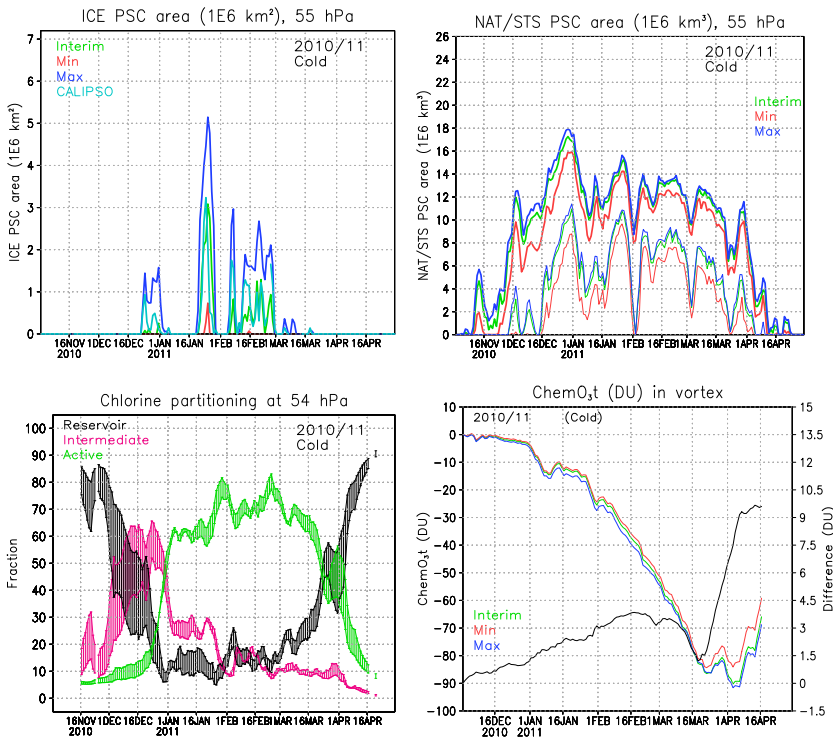 ICE PSC area (1E6 km²), 55 hPa
ICE PSC area (1E6 km²)
7
6
5
4
3
2
1
0
Interim
Min
Max
CALIPSO
2010/11
Cold
16NOV 1DEC 16DEC 1JAN 16JAN 1FEB 16FEB 1MAR 16MAR 1APR 16APR
2010 2011
NAT/STS PSC area (1E6 km³), 55 hPa
NAT/STS PSC area (1E6 km³)
26
24
22
20
18
16
14
12
10
8
6
4
2
0
2010/11
Cold
Interim
Min
Max
16NOV 1DEC 16DEC 1JAN 16JAN 1FEB 16FEB 1MAR 16MAR 1APR 16APR
2010 2011
Chlorine partitioning at 54 hPa
Fraction
100
90
80
70
60
50
40
30
20
10
0
Reservoir
Intermediate
Active
2010/11
Cold
16NOV 1DEC 16DEC 1JAN 16JAN 1FEB 16FEB 1MAR 16MAR 1APR 16APR
2010 2011
ChemO₃t (DU) in vortex
ChemO₃t (DU)
10
0
-10
-20
-30
-40
-50
-60
-70
-80
-90
-100
2010/11 (Cold)
Interim
Min
Max
15
13.5
12
10.5
9
7.5
6
4.5
3
1.5
0
-1.5
Difference (DU)
16DEC 1JAN 16JAN 1FEB 16FEB 1MAR 16MAR 1APR 16APR
2010 2011